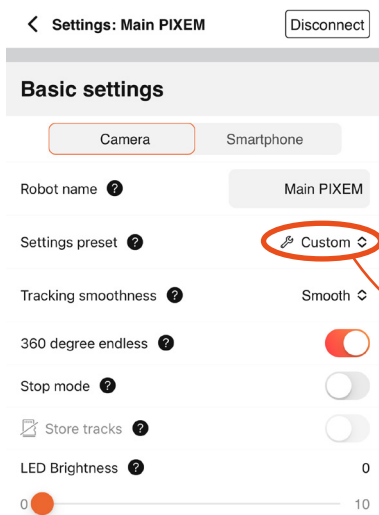 Settings: Main PIXEM Disconnect
Basic settings
Camera Smartphone
Robot name ? Main PIXEM
Settings preset ? Custom
Tracking smoothness ? Smooth
360 degree endless ?
Stop mode ?
Store tracks ?
LED Brightness ? 0
0 10